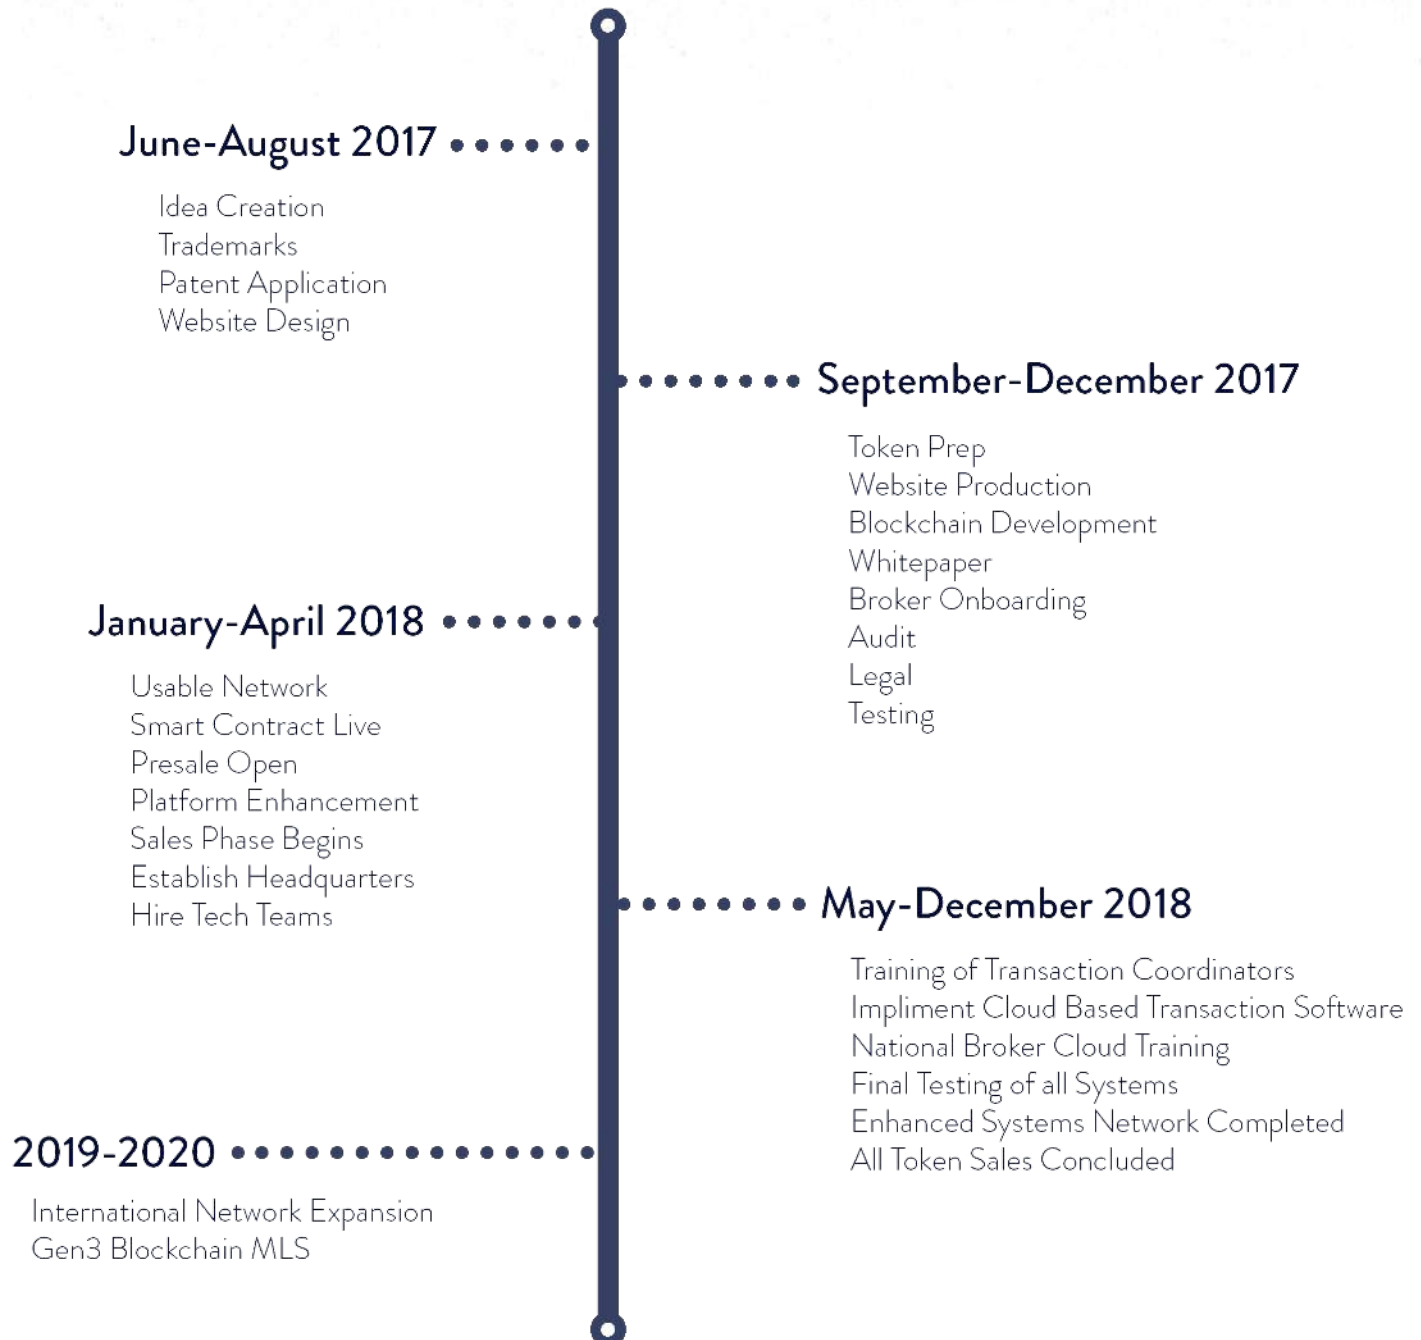 June-August 2017
Idea Creation
Trademarks
Patent Application
Website Design
September-December 2017
Token Prep
Website Production
Blockchain Development
Whitepaper
Broker Onboarding
Audit
Legal
Testing
January-April 2018
Usable Network
Smart Contract Live
Presale Open
Platform Enhancement
Sales Phase Begins
Establish Headquarters
Hire Tech Teams
May-December 2018
Training of Transaction Coordinators
Impliment Cloud Based Transaction Software
National Broker Cloud Training
Final Testing of all Systems
Enhanced Systems Network Completed
All Token Sales Concluded
2019-2020
International Network Expansion
Gen3 Blockchain MLS